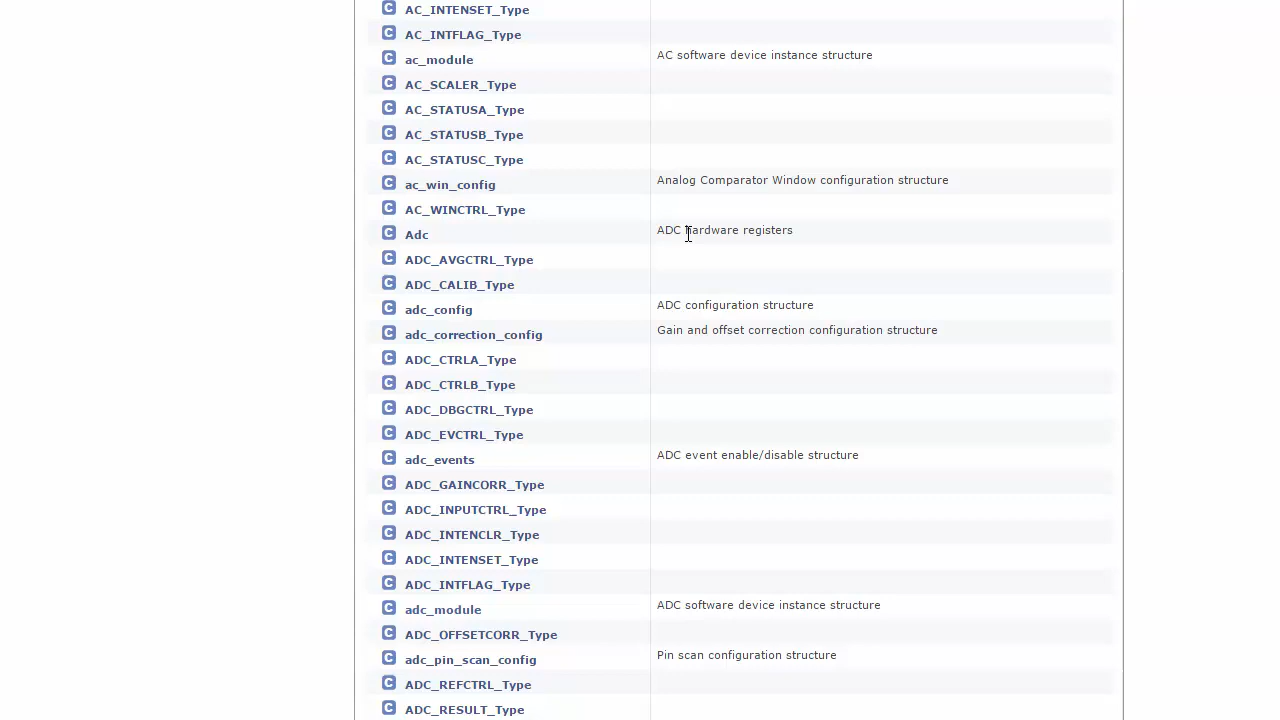 C AC_INTENSET_Type
C AC_INTFLAG_Type
C ac_module AC software device instance structure
C AC_SCALER_Type
C AC_STATUSA_Type
C AC_STATUSB_Type
C AC_STATUSC_Type
C ac_win_config Analog Comparator Window configuration structure
C AC_WINCTRL_Type
C Adc ADC hardware registers
C ADC_AVGCTRL_Type
C ADC_CALIB_Type
C adc_config ADC configuration structure
C adc_correction_config Gain and offset correction configuration structure
C ADC_CTRLA_Type
C ADC_CTRLB_Type
C ADC_DBGCTRL_Type
C ADC_EVCTRL_Type
C adc_events ADC event enable/disable structure
C ADC_GAINCORR_Type
C ADC_INPUTCTRL_Type
C ADC_INTENCLR_Type
C ADC_INTENSET_Type
C ADC_INTFLAG_Type
C adc_module ADC software device instance structure
C ADC_OFFSETCORR_Type
C adc_pin_scan_config Pin scan configuration structure
C ADC_REFCTRL_Type
C ADC_RESULT_Type